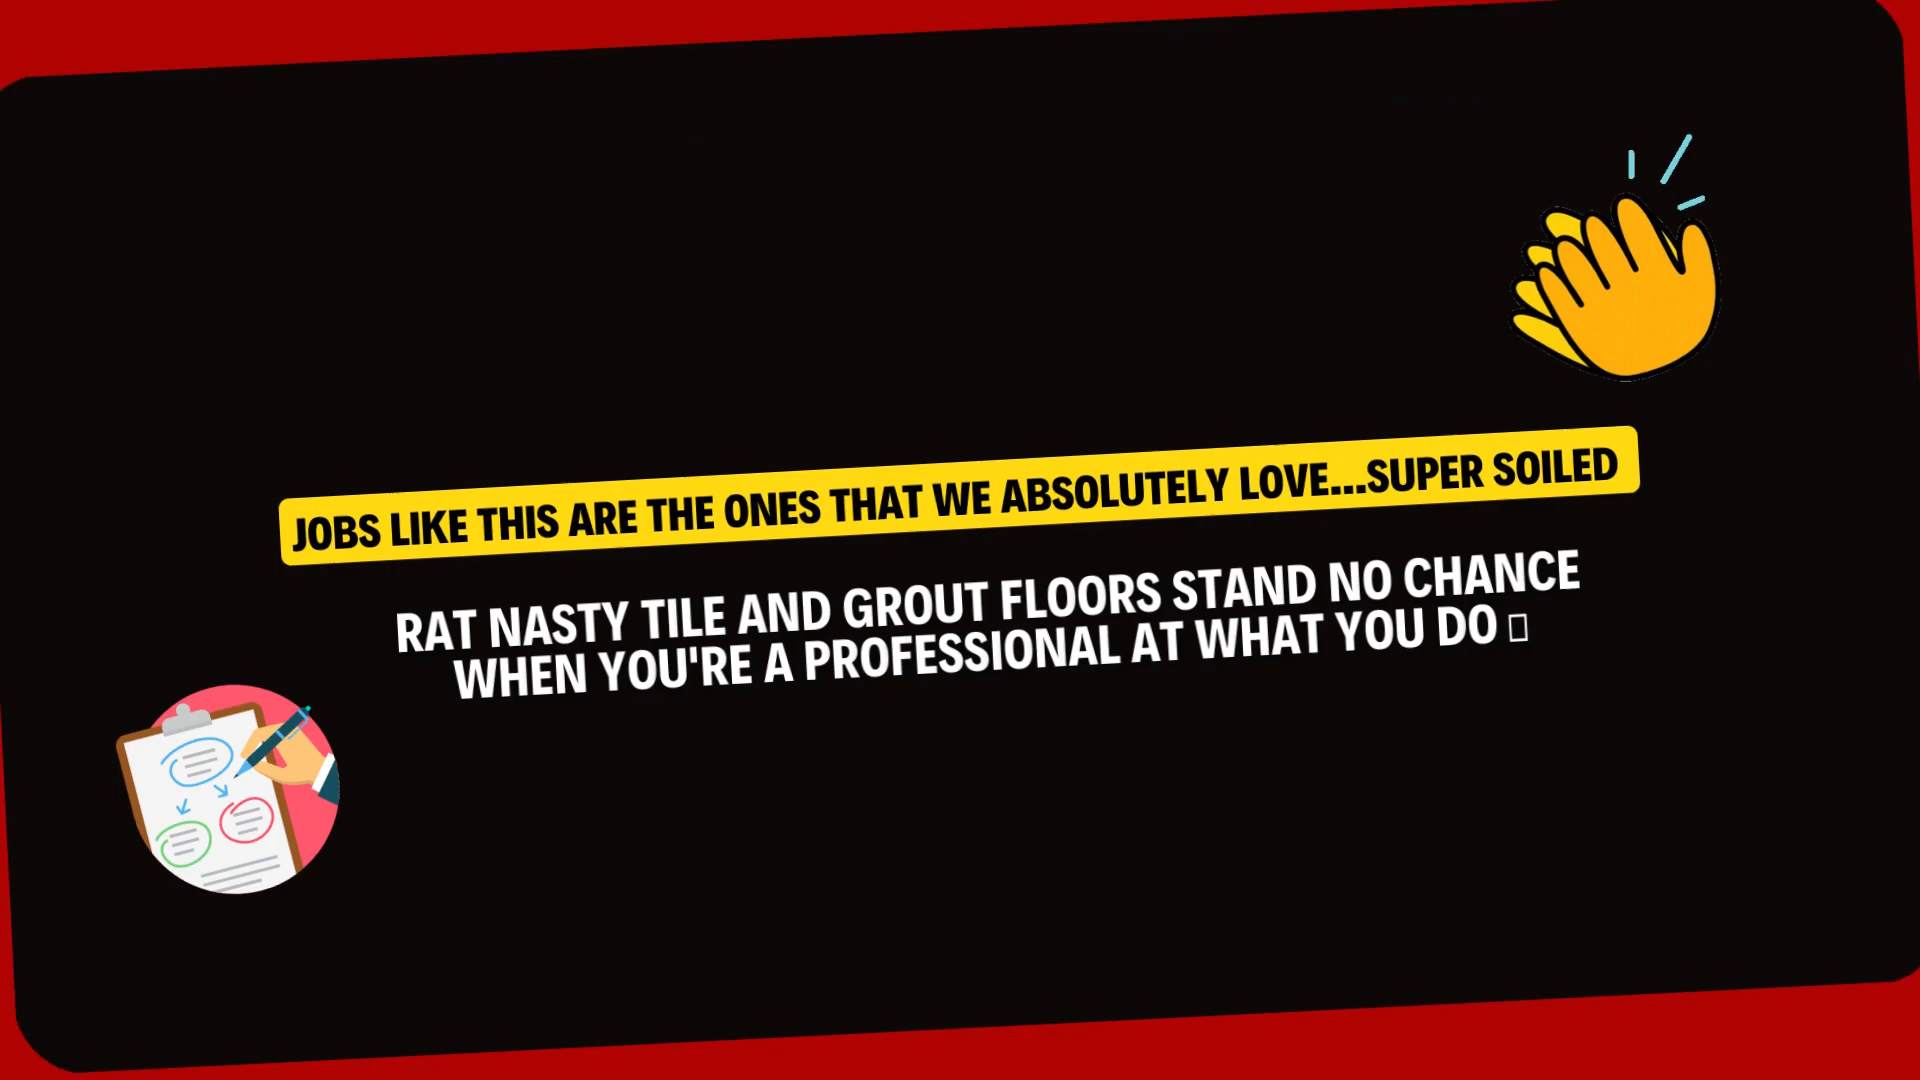 JOBS LIKE THIS ARE THE ONES THAT WE ABSOLUTELY LOVE...SUPER SOILED
RAT NASTY TILE AND GROUT FLOORS STAND NO CHANCE
WHEN YOU'RE A PROFESSIONAL AT WHAT YOU DO